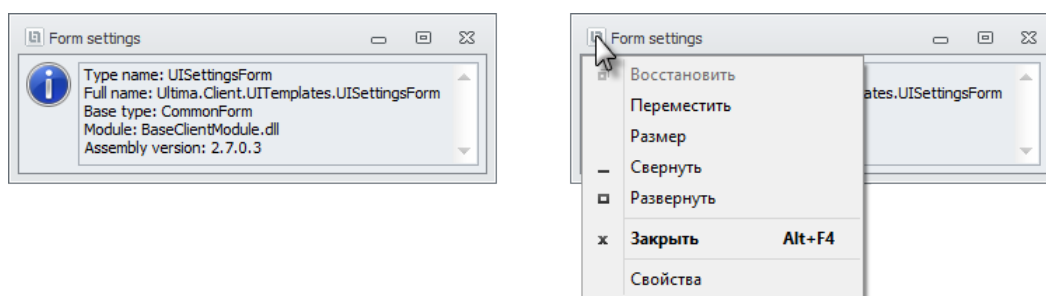 Form settings
Type name: UISettingsForm
Full name: Ultima.Client.UITemplates.UISettingsForm
Base type: CommonForm
Module: BaseClientModule.dll
Assembly version: 2.7.0.3
Form settings
ates.UISettingsForm
Восстановить
Переместить
Размер
Свернуть
Развернуть
Закрыть Alt+F4
Свойства